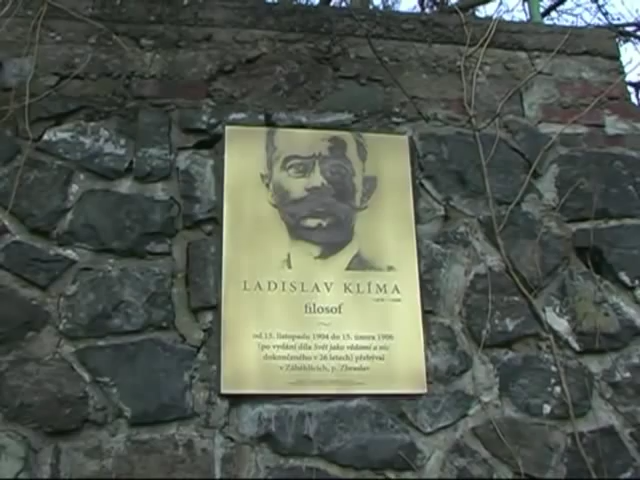 LADISLAV KLÍMA
filosof
od 15. listopadu 1904 do 15. února 1906
(po vydání díla Svět jako vědomí a nic
dokončeného v 26 letech) přebýval
v Záběhlicích, p. Zbraslav